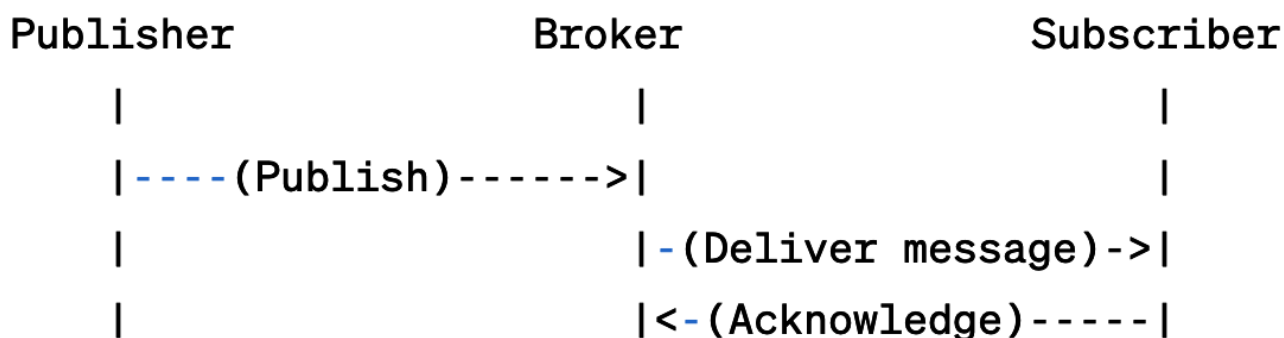 Publisher            Broker              Subscriber
    |                    |                    |
    |----(Publish)------>|                    |
    |                    |-(Deliver message)->|
    |                    |<-(Acknowledge)-----|